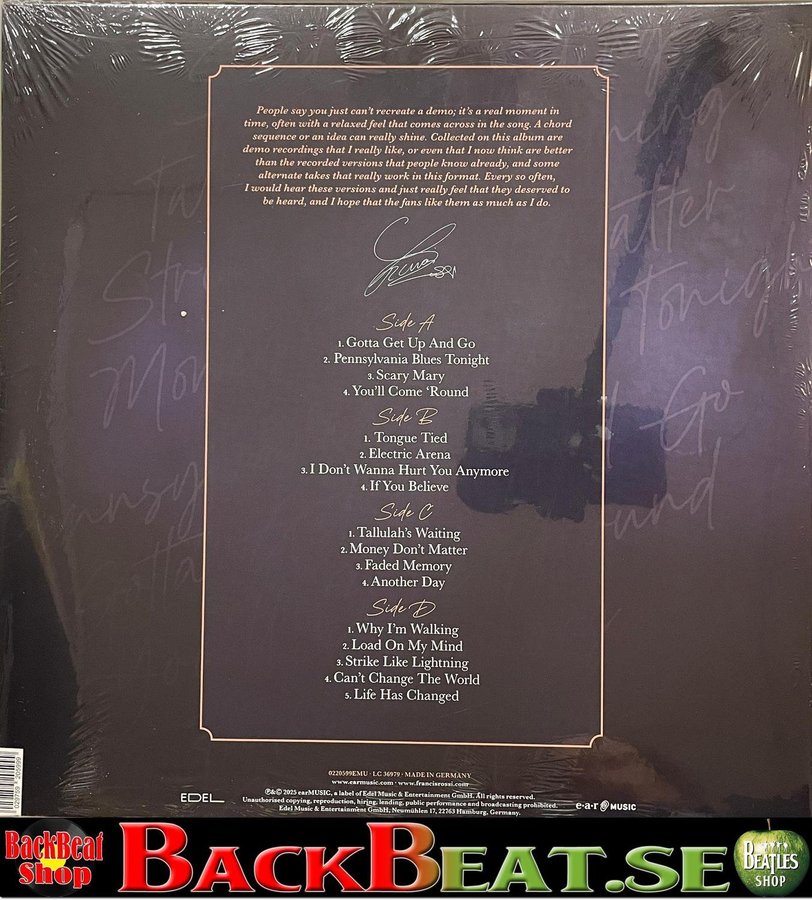 People say you just can't recreate a demo; it's a real moment in
time, often with a relaxed feel that comes across in the song. A chord
sequence or an idea can really shine. Collected on this album are
demo recordings that I really like, or even that I now think are better
than the recorded versions that people know already, and some
alternate takes that really work in this format. Every so often,
I would hear these versions and just really feel that they deserved to
be heard, and I hope that the fans like them as much as I do.
Side A
1. Gotta Get Up And Go
2. Pennsylvania Blues Tonight
3. Scary Mary
4. You'll Come ‘Round
Side B
1. Tongue Tied
2. Electric Arena
3. I Don't Wanna Hurt You Anymore
4. If You Believe
Side C
1. Tallulah's Waiting
2. Money Don't Matter
3. Faded Memory
4. Another Day
Side D
1. Why I'm Walking
2. Load On My Mind
3. Strike Like Lightning
4. Can't Change The World
5. Life Has Changed
0220599EMU · LC 36979 · MADE IN GERMANY
www.earmusic.com · www.francisrossi.com
EDEL
℗&© 2025 earMUSIC, a label of Edel Music & Entertainment GmbH. All rights reserved.
Unauthorised copying, reproduction, hiring, lending, public performance and broadcasting prohibited.
Edel Music & Entertainment GmbH, Neumühlen 17, 22763 Hamburg, Germany.
e·a·r MUSIC
BackBeat
Shop
BACKBEAT.SE
BEATLES
SHOP